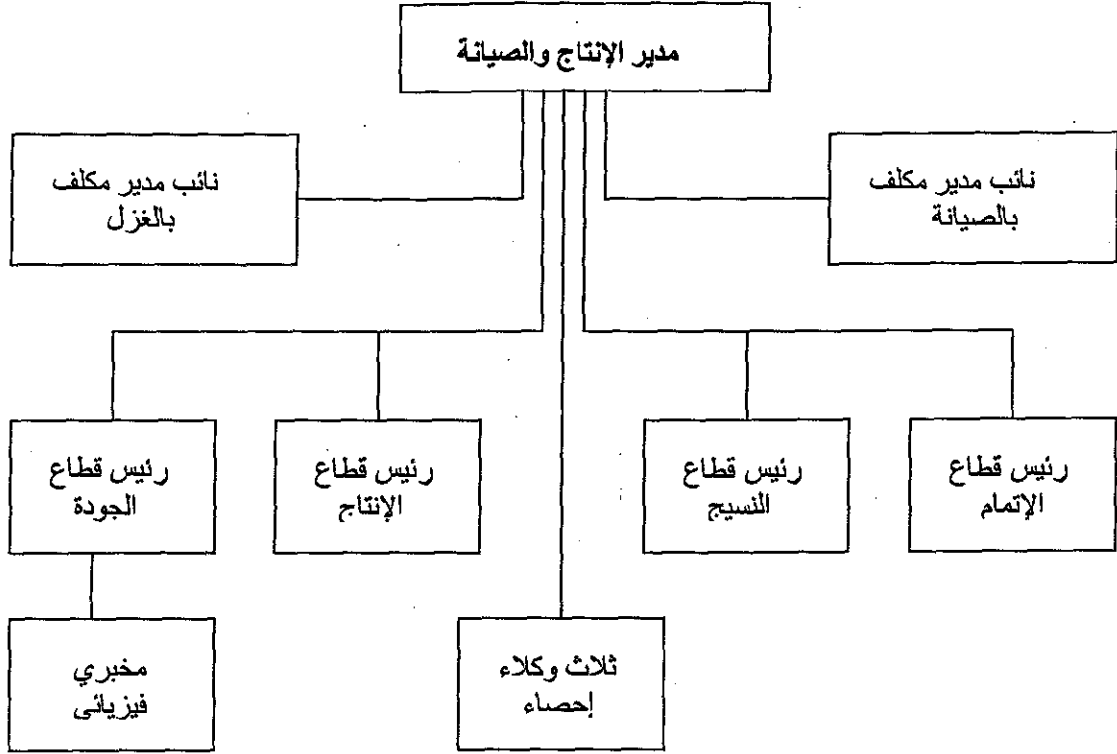 مدير الإنتاج والصيانة
نائب مدير مكلف
بالصيانة
نائب مدير مكلف
بالغزل
رئيس قطاع
الإتمام
رئيس قطاع
النسيج
رئيس قطاع
الإنتاج
رئيس قطاع
الجودة
ثلاث وكلاء
إحصاء
مخبري
فيزيائى